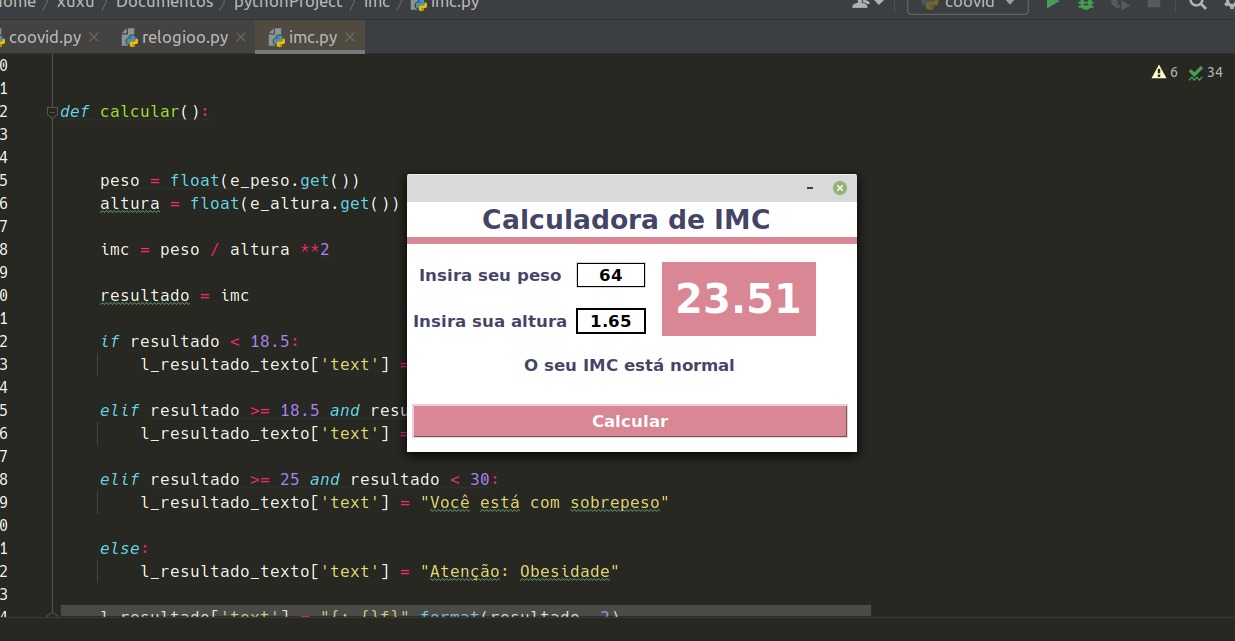 ome / xuxu / Documentos / pythonProject / imc / imc.py
coovid
coovid.py relogioo.py imc.py
6 34
0
1
2 def calcular():
3
4
5 peso = float(e_peso.get())
6 altura = float(e_altura.get())
7
8 imc = peso / altura **2
9
0 resultado = imc
1
2 if resultado < 18.5:
3 l_resultado_texto['text'] =
4
5 elif resultado >= 18.5 and resu
6 l_resultado_texto['text'] =
7
8 elif resultado >= 25 and resultado < 30:
9 l_resultado_texto['text'] = "Você está com sobrepeso"
0
1 else:
2 l_resultado_texto['text'] = "Atenção: Obesidade"
3
4 l_resultado['text'] = "{:.{}f}".format(resultado, 2)
Calculadora de IMC
Insira seu peso 64
23.51
Insira sua altura 1.65
O seu IMC está normal
Calcular